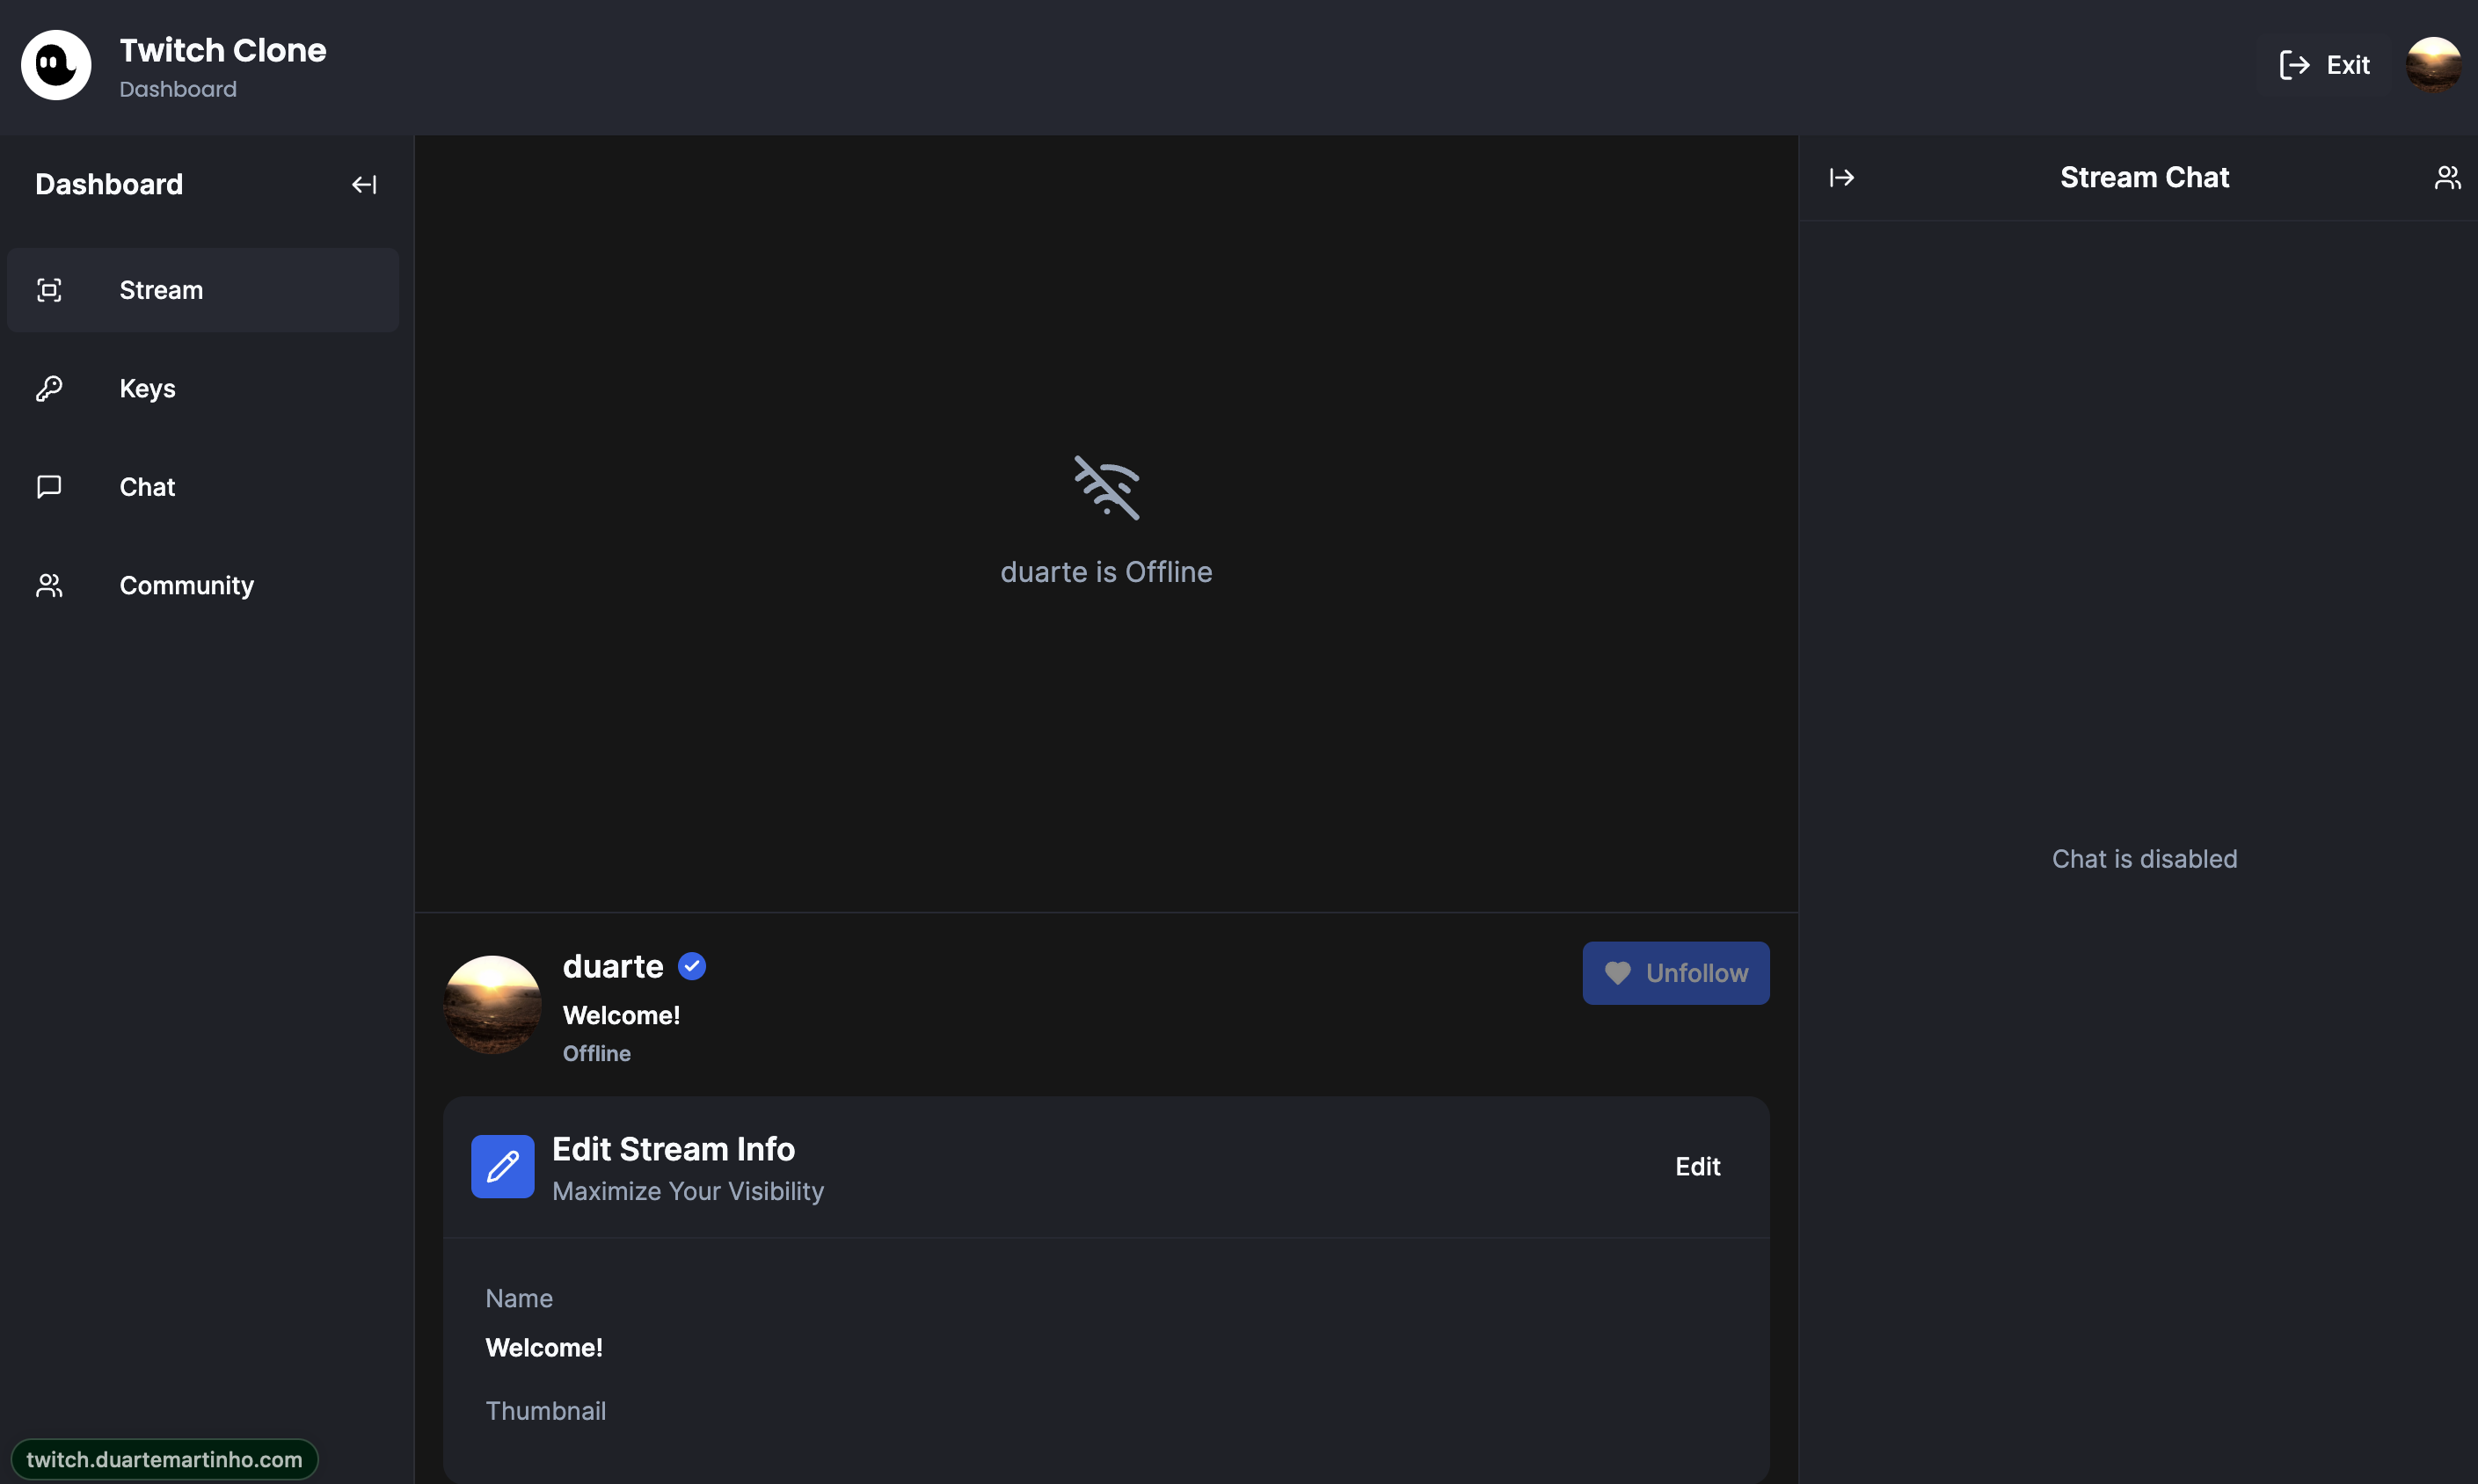 Twitch Clone
Dashboard
Exit
Dashboard
Stream
Keys
Chat
Community
duarte is Offline
Stream Chat
Chat is disabled
duarte
Welcome!
Offline
Unfollow
Edit Stream Info
Maximize Your Visibility
Edit
Name
Welcome!
Thumbnail
twitch.duartemartinho.com